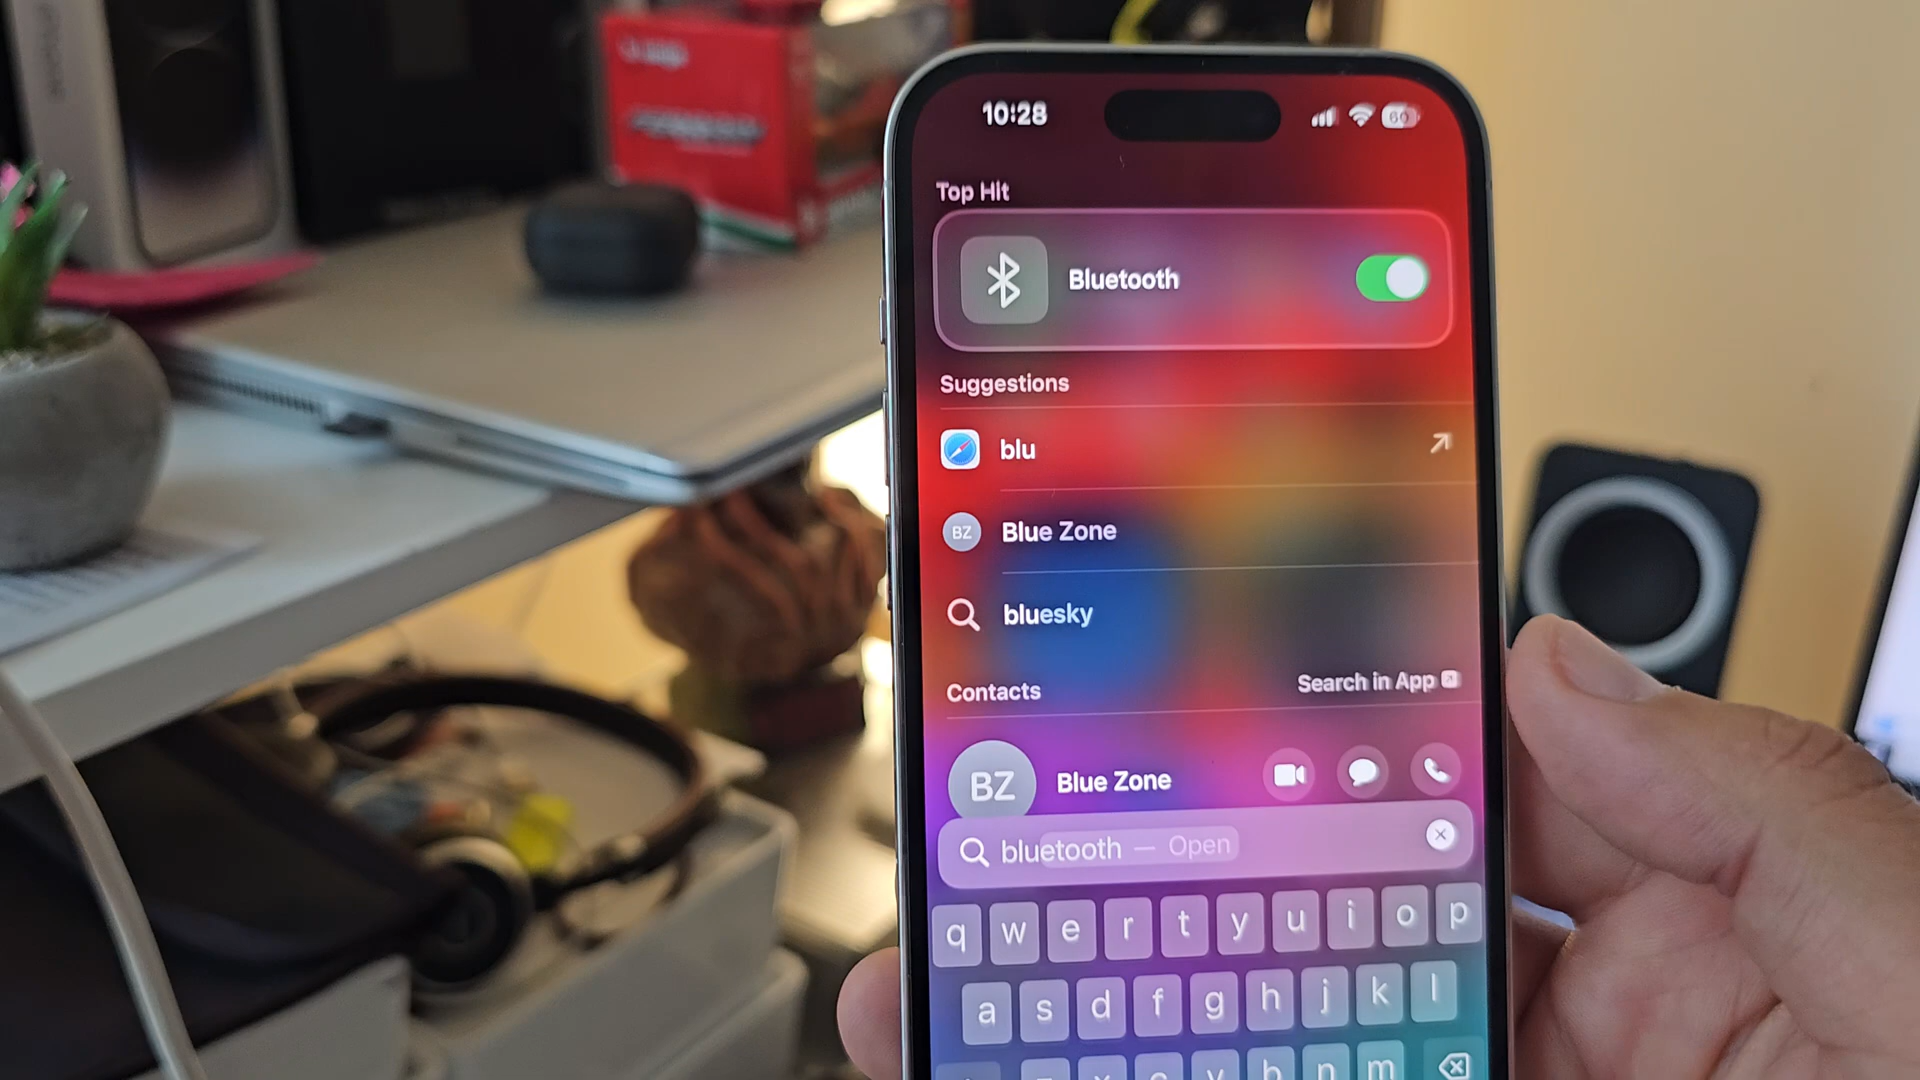 10:28
60
Top Hit
Bluetooth
Suggestions
blu
BZ
Blue Zone
bluesky
Contacts
Search in App
BZ
Blue Zone
bluetooth — Open
q w e r t y u i o p
a s d f g h j k l
n m